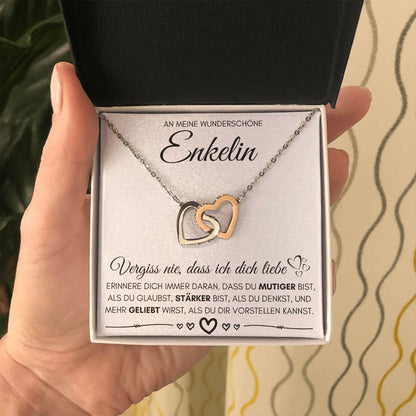 AN MEINE WUNDERSCHÖNE
Enkelin
Vergiss nie, dass ich dich liebe
ERINNERE DICH IMMER DARAN, DASS DU MUTIGER BIST,
ALS DU GLAUBST, STÄRKER BIST, ALS DU DENKST, UND
MEHR GELIEBT WIRST, ALS DU DIR VORSTELLEN KANNST.